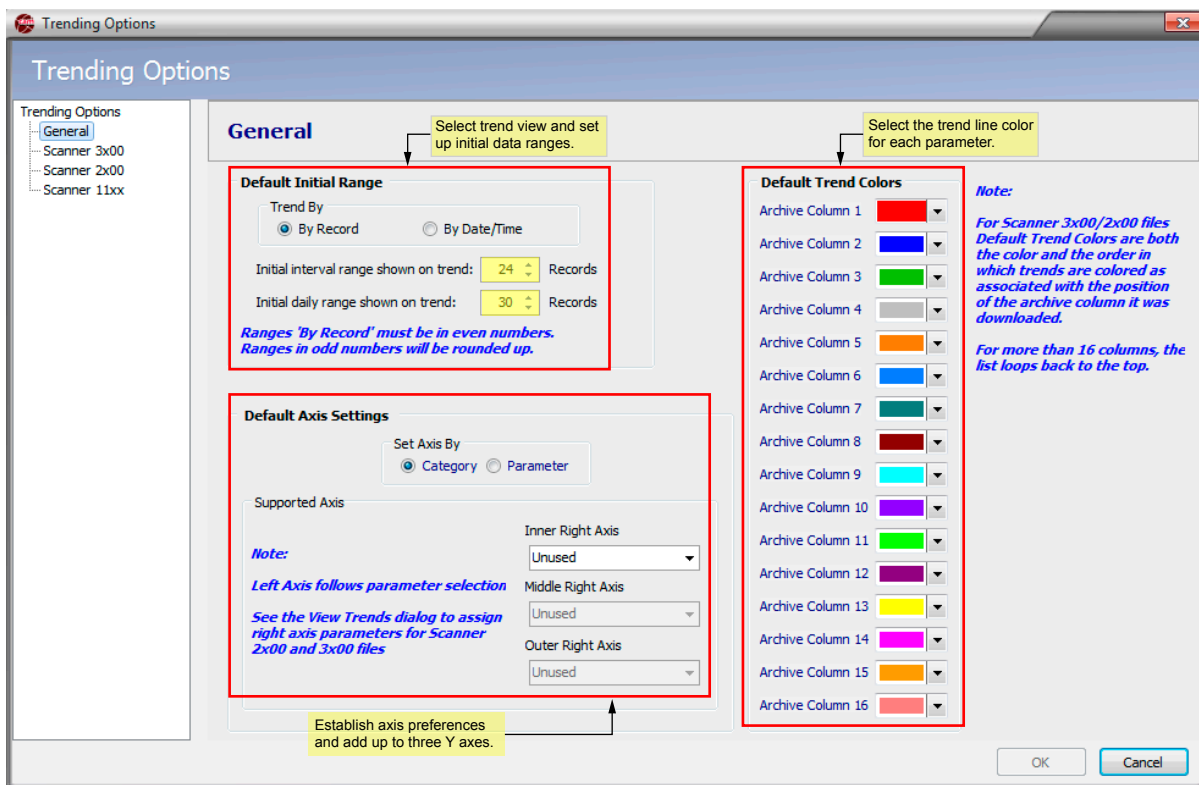 Trending Options
Trending Options
Trending Options
General
Scanner 3x00
Scanner 2x00
Scanner 11xx
General
Select trend view and set
up initial data ranges.
Select the trend line color
for each parameter.
Default Initial Range
Trend By
By Record
By Date/Time
Initial interval range shown on trend: 24 Records
Initial daily range shown on trend: 30 Records
Ranges 'By Record' must be in even numbers.
Ranges in odd numbers will be rounded up.
Default Axis Settings
Set Axis By
Category
Parameter
Supported Axis
Note:
Left Axis follows parameter selection
See the View Trends dialog to assign
right axis parameters for Scanner
2x00 and 3x00 files
Inner Right Axis
Unused
Middle Right Axis
Unused
Outer Right Axis
Unused
Establish axis preferences
and add up to three Y axes.
Default Trend Colors
Archive Column 1
Archive Column 2
Archive Column 3
Archive Column 4
Archive Column 5
Archive Column 6
Archive Column 7
Archive Column 8
Archive Column 9
Archive Column 10
Archive Column 11
Archive Column 12
Archive Column 13
Archive Column 14
Archive Column 15
Archive Column 16
Note:
For Scanner 3x00/2x00 files
Default Trend Colors are both
the color and the order in
which trends are colored as
associated with the position
of the archive column it was
downloaded.
For more than 16 columns, the
list loops back to the top.
OK
Cancel